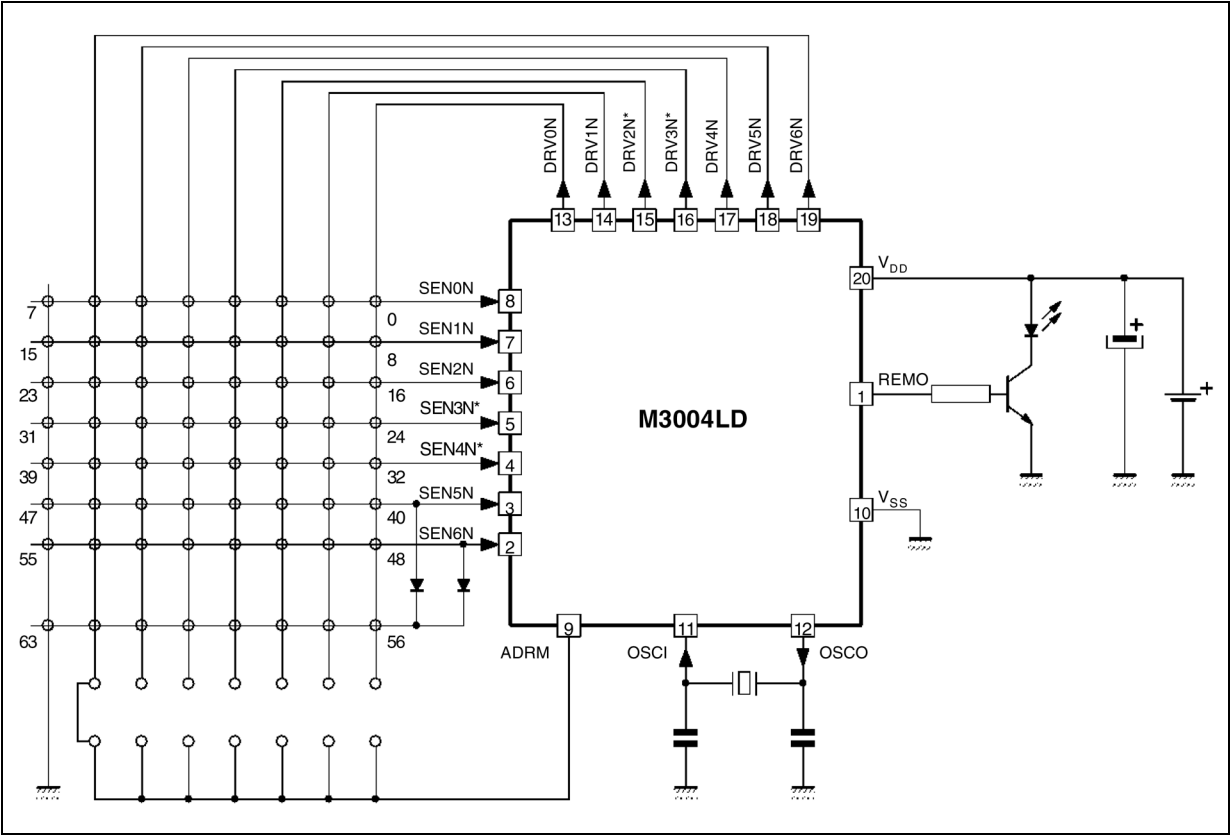 DRV0N
DRV1N
DRV2N*
DRV3N*
DRV4N
DRV5N
DRV6N
13 14 15 16 17 18 19
20 VDD
+
+
7 SEN0N 8
0
15 SEN1N 7
8
23 SEN2N 6
16
31 SEN3N* 5
24
39 SEN4N* 4
32
47 SEN5N 3
40
55 SEN6N 2
48
63
56
M3004LD
1 REMO
10 VSS
9 11 12
ADRM OSCI OSCO